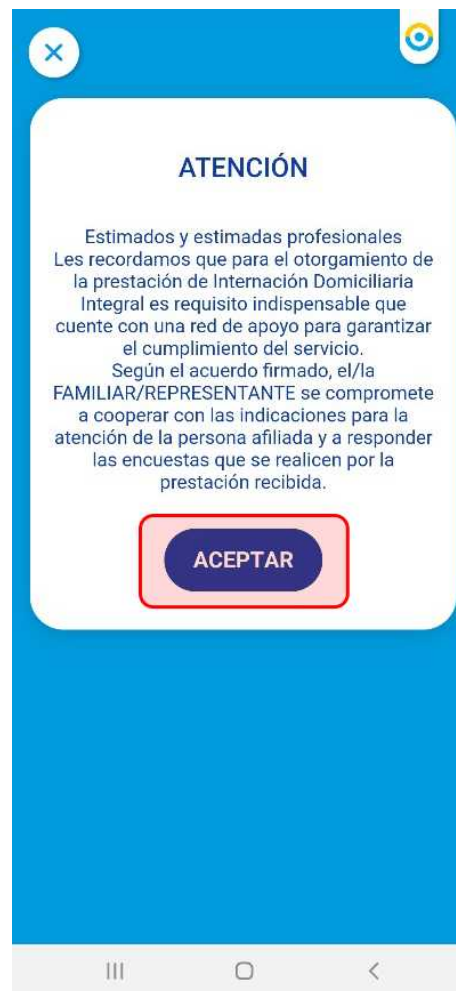 ATENCIÓN
Estimados y estimadas profesionales
Les recordamos que para el otorgamiento de
la prestación de Internación Domiciliaria
Integral es requisito indispensable que
cuente con una red de apoyo para garantizar
el cumplimiento del servicio.
Según el acuerdo firmado, el/la
FAMILIAR/REPRESENTANTE se compromete
a cooperar con las indicaciones para la
atención de la persona afiliada y a responder
las encuestas que se realicen por la
prestación recibida.
ACEPTAR